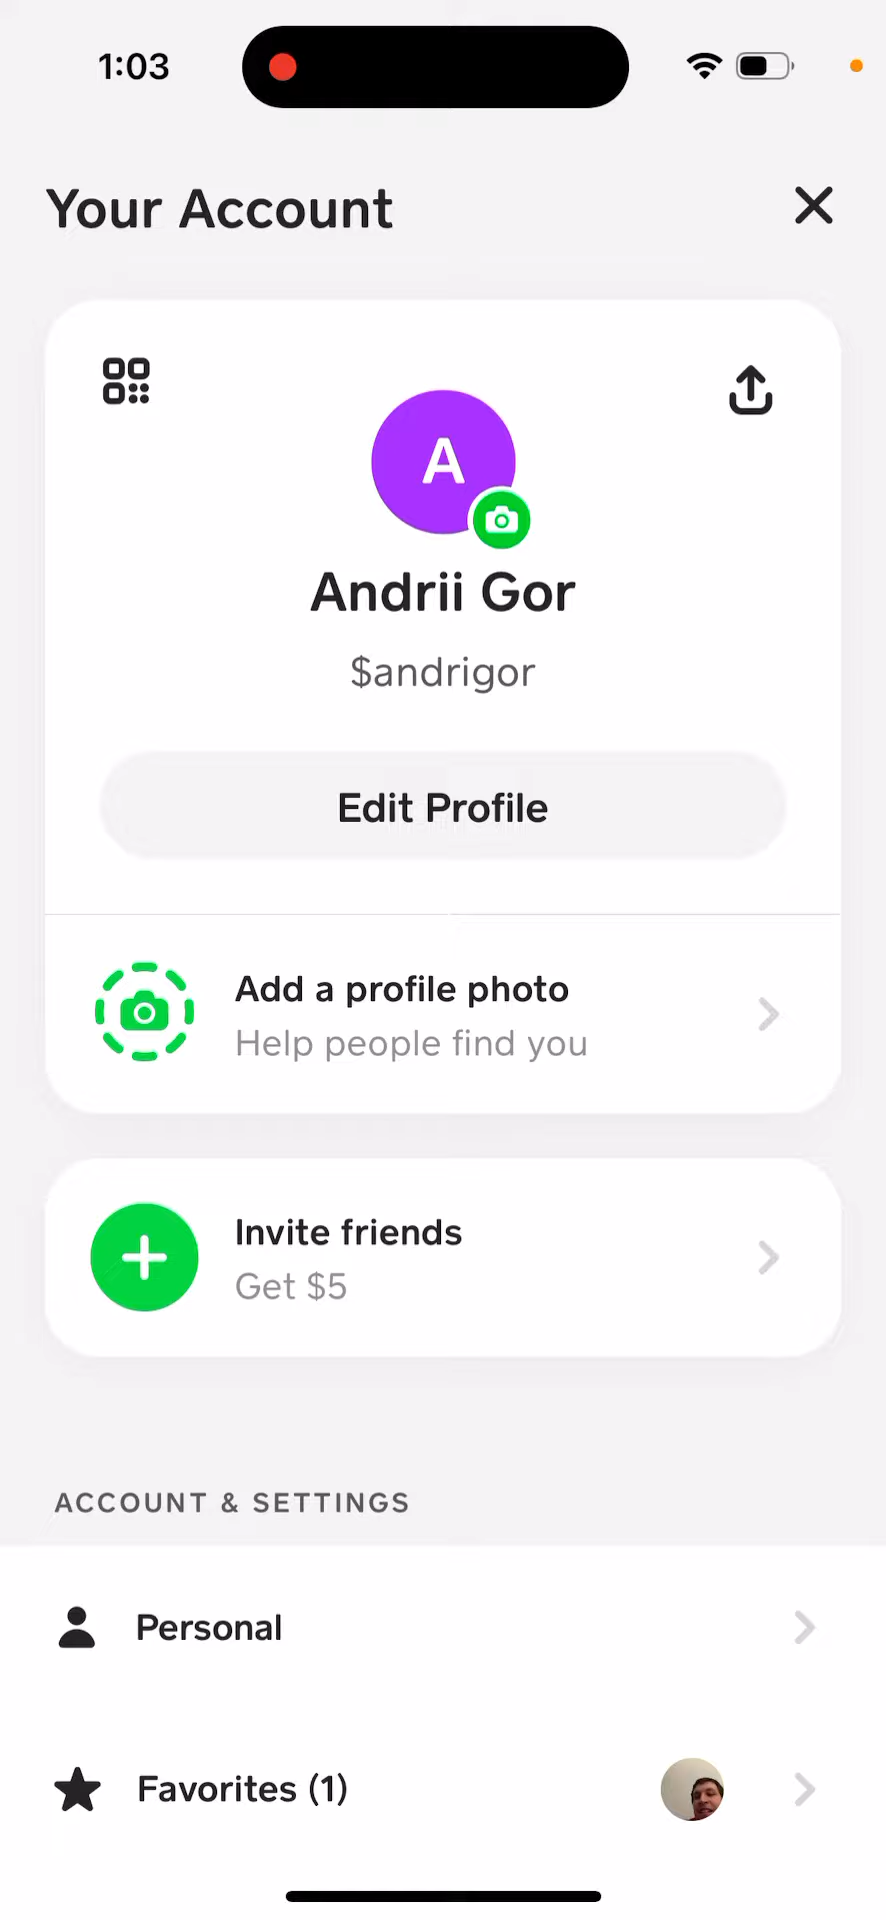 1:03
Your Account
A
Andrii Gor
$andrigor
Edit Profile
Add a profile photo
Help people find you
Invite friends
Get $5
ACCOUNT & SETTINGS
Personal
Favorites (1)